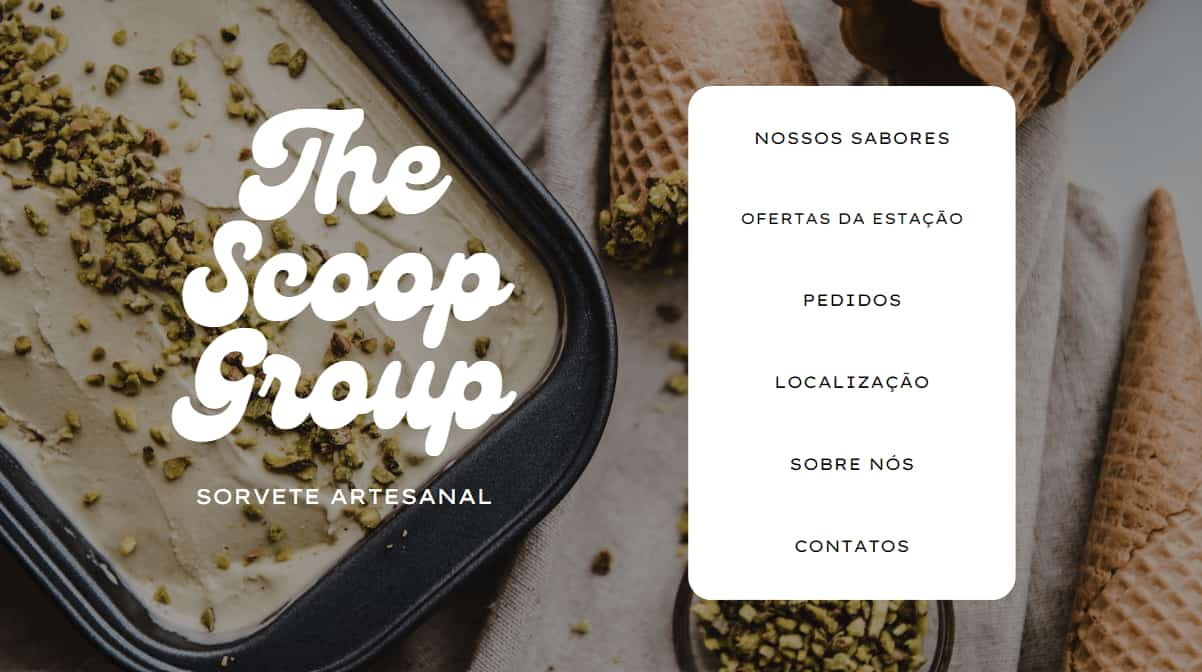 The
Scoop
Group
SORVETE ARTESANAL
NOSSOS SABORES
OFERTAS DA ESTAÇÃO
PEDIDOS
LOCALIZAÇÃO
SOBRE NÓS
CONTATOS